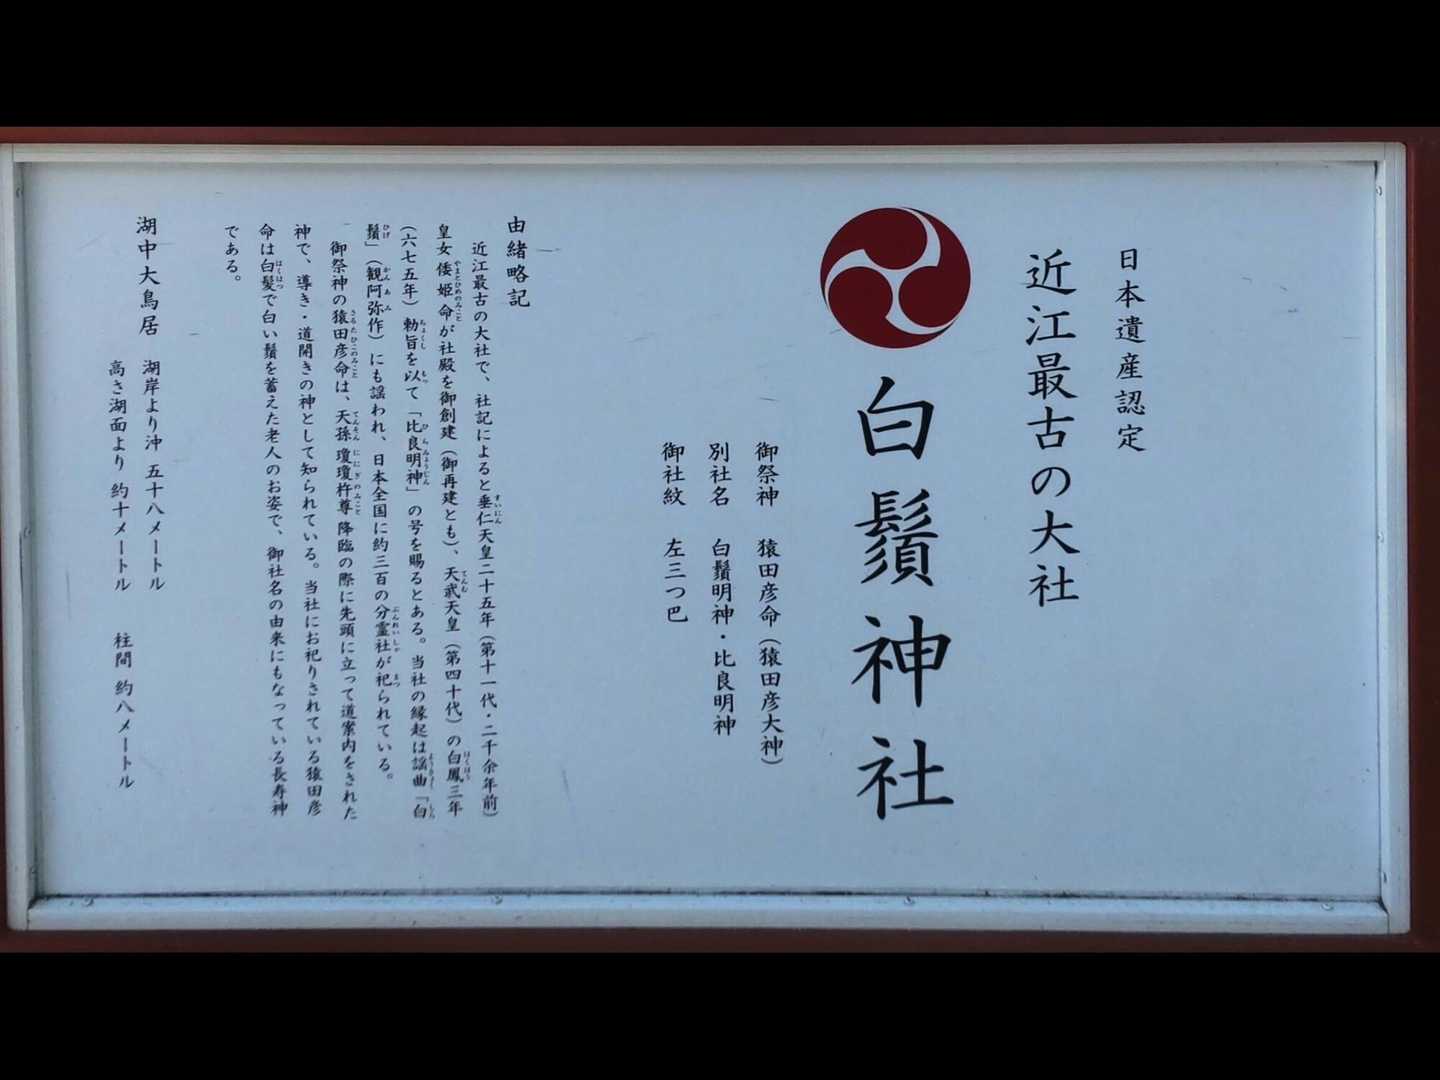 日本遺産認定
近江最古の大社
白鬚神社
御祭神 猿田彦命(猿田彦大神)
別社名 白鬚明神・比良明神
御社紋 左三つ巴
由緒略記
近江最古の大社で、社記によると垂仁天皇二十五年(第十一代・二千余年前)
皇女倭姫命が社殿を御創建(御再建とも)、天武天皇(第四十代)の白鳳三年
(六七五年)勅旨を以て「比良明神」の号を賜るとある。当社の縁起は謡曲「白
鬚」(観阿弥作)にも謡われ、日本全国に約三百の分霊社が祀られている。
御祭神の猿田彦命は、天孫瓊瓊杵尊降臨の際に先頭に立って道案内をされた
神で、導き・道開きの神として知られている。当社にお祀りされている猿田彦
命は白髪で白い鬚を蓄えた老人のお姿で、御社名の由来にもなっている長寿神
である。
湖中大鳥居 湖岸より沖 五十八メートル
高さ湖面より 約十メートル 柱間 約八メートル